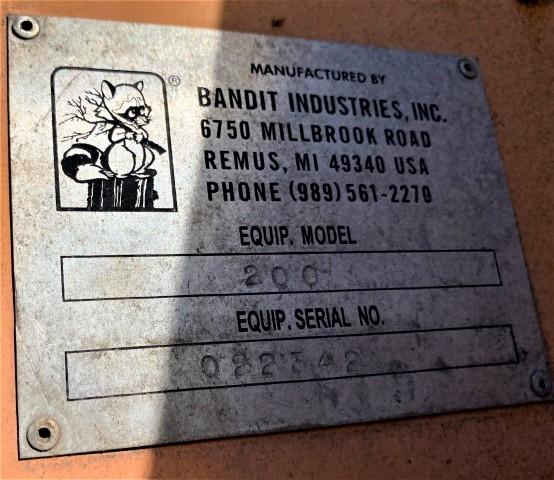 ®
MANUFACTURED BY
BANDIT INDUSTRIES, INC.
6750 MILLBROOK ROAD
REMUS, MI 49340 USA
PHONE (989) 561-2270
EQUIP. MODEL
200
EQUIP. SERIAL NO.
022342